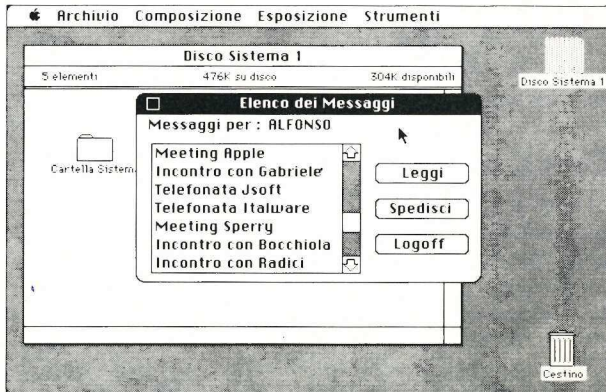 Archivio Composizione Esposizione Strumenti
Disco Sistema 1
5 elementi 476K su disco 304K disponibili
Disco Sistema 1
Elenco dei Messaggi
Messaggi per : ALFONSO
Meeting Apple
Incontro con Gabriele
Telefonata Jsoft
Telefonata Italware
Meeting Sperry
Incontro con Bocchiola
Incontro con Radici
Leggi
Spedisci
Logoff
Cartella Sistem
Cestino